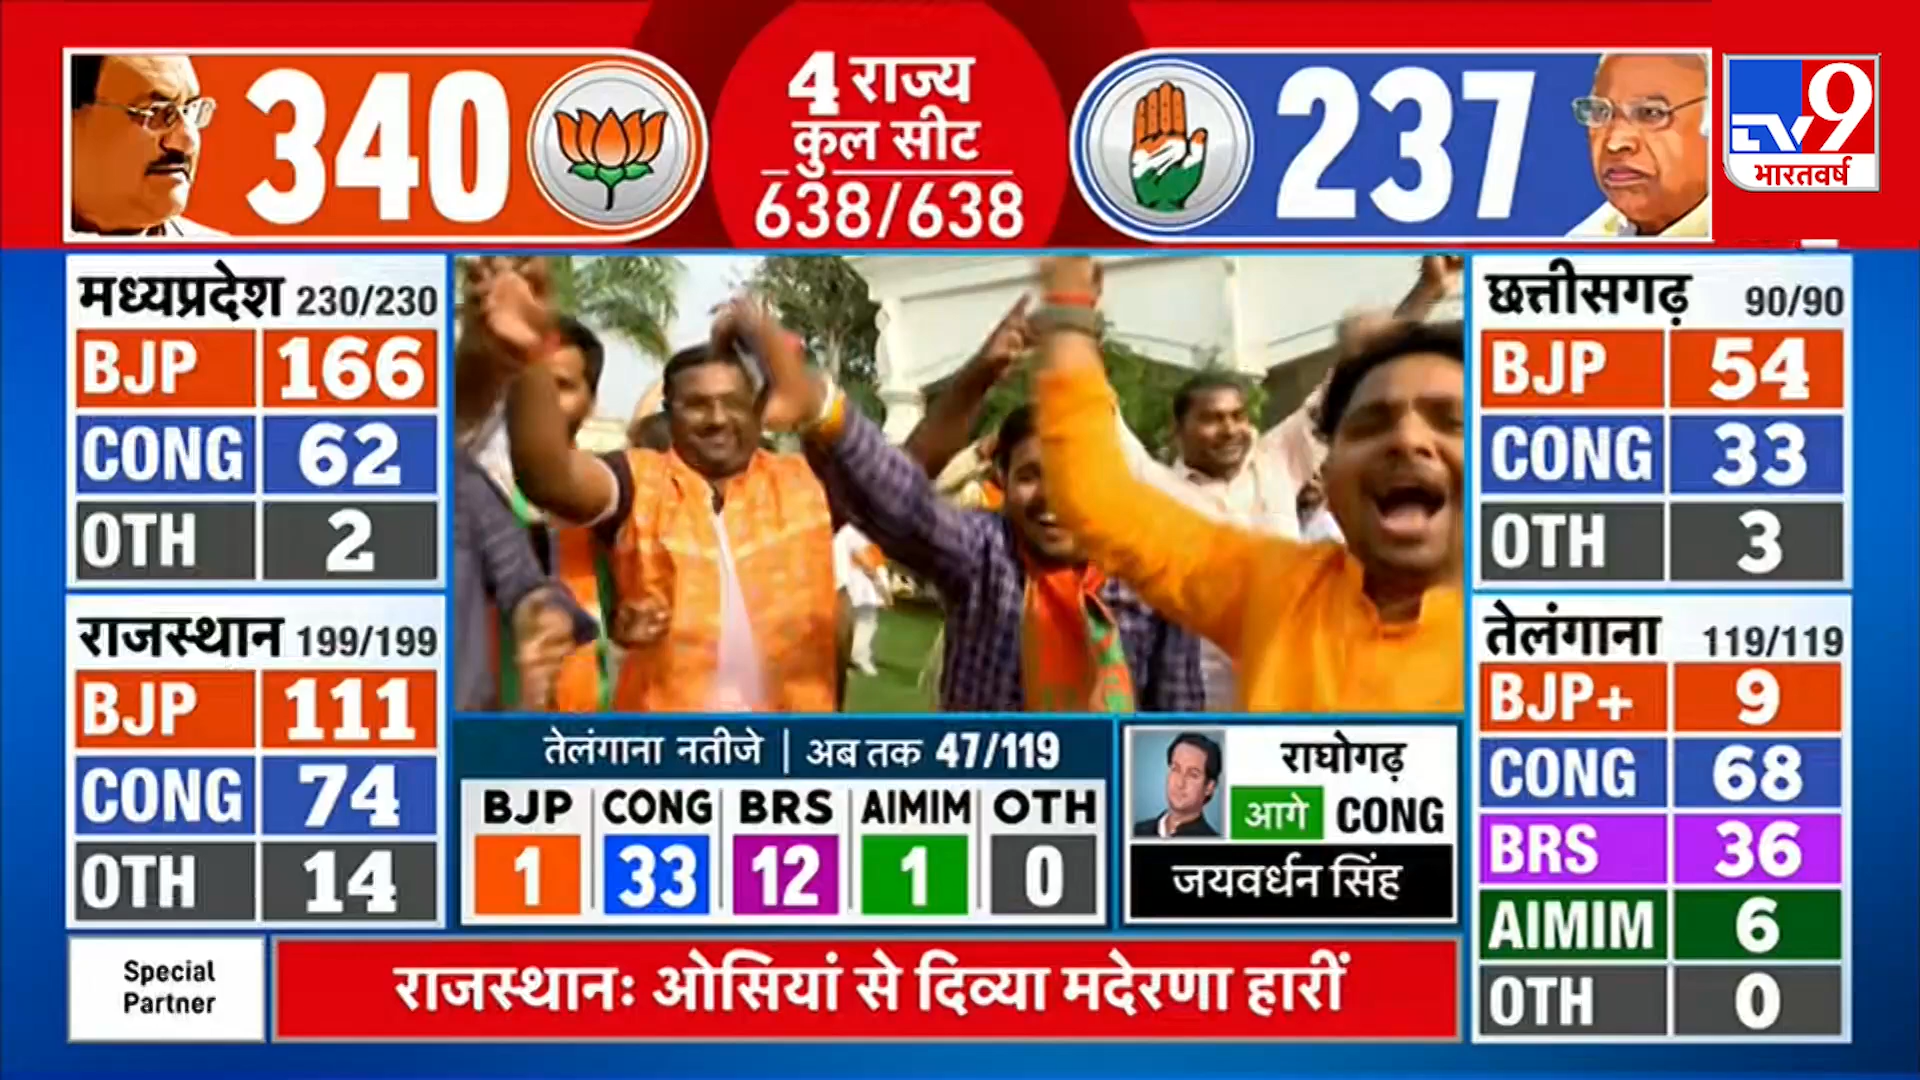 340
4 राज्य
कुल सीट
638/638
237
TV9
भारतवर्ष
मध्यप्रदेश 230/230
BJP 166
CONG 62
OTH 2
राजस्थान 199/199
BJP 111
CONG 74
OTH 14
छत्तीसगढ़ 90/90
BJP 54
CONG 33
OTH 3
तेलंगाना 119/119
BJP+ 9
CONG 68
BRS 36
AIMIM 6
OTH 0
तेलंगाना नतीजे | अब तक 47/119
BJP CONG BRS AIMIM OTH
1 33 12 1 0
राघोगढ़
आगे CONG
जयवर्धन सिंह
Special
Partner
राजस्थानः ओसियां से दिव्या मदेरणा हारीं